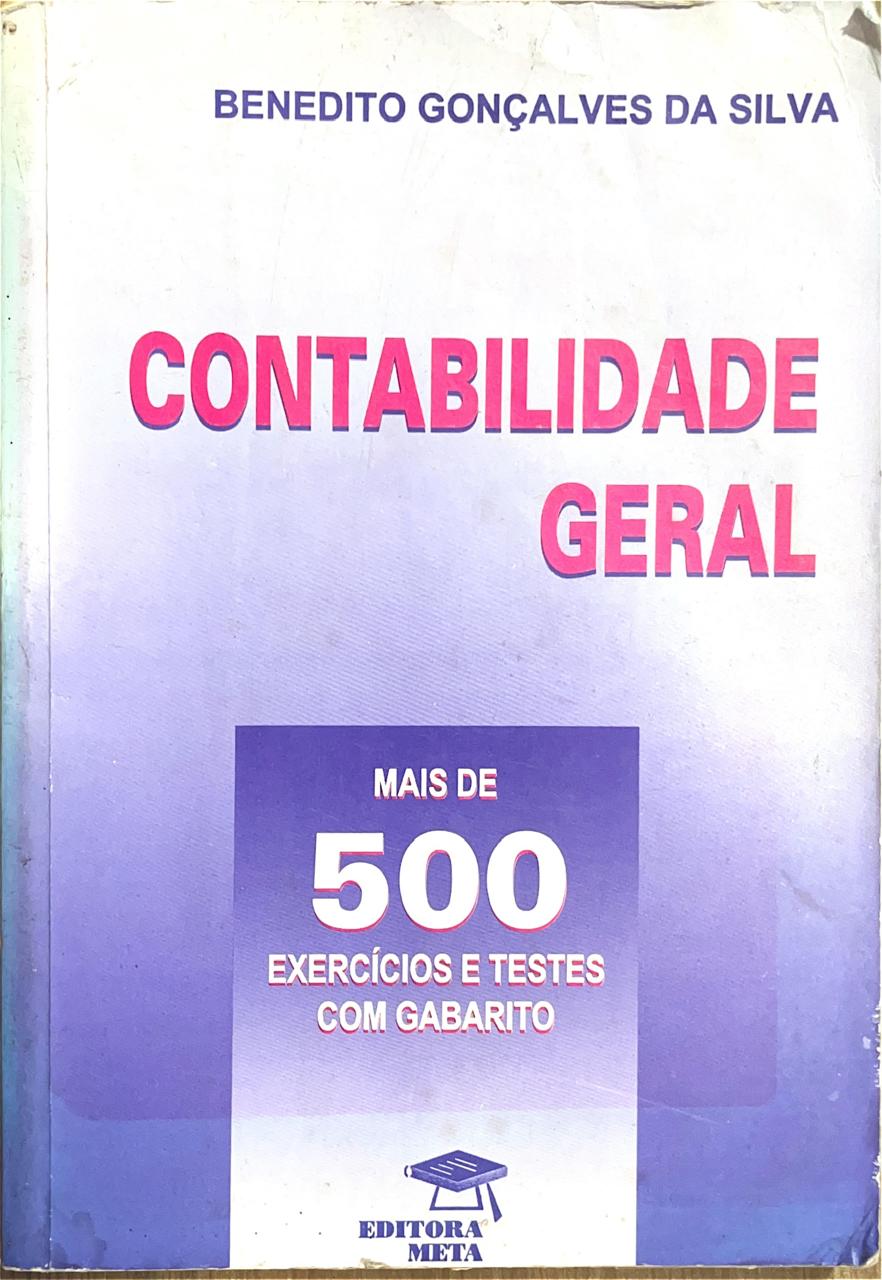 BENEDITO GONÇALVES DA SILVA
CONTABILIDADE
GERAL
MAIS DE
500
EXERCÍCIOS E TESTES
COM GABARITO
EDITORA
META